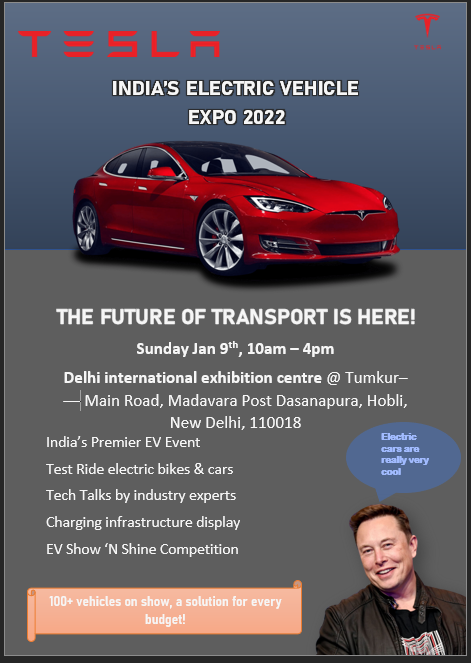 TESLA
TESLA
INDIA'S ELECTRIC VEHICLE
EXPO 2022
THE FUTURE OF TRANSPORT IS HERE!
Sunday Jan 9th, 10am – 4pm
Delhi international exhibition centre @ Tumkur–
—Main Road, Madavara Post Dasanapura, Hobli,
New Delhi, 110018
India's Premier EV Event
Test Ride electric bikes & cars
Tech Talks by industry experts
Charging infrastructure display
EV Show 'N Shine Competition
Electric
cars are
really very
cool
100+ vehicles on show, a solution for every
budget!